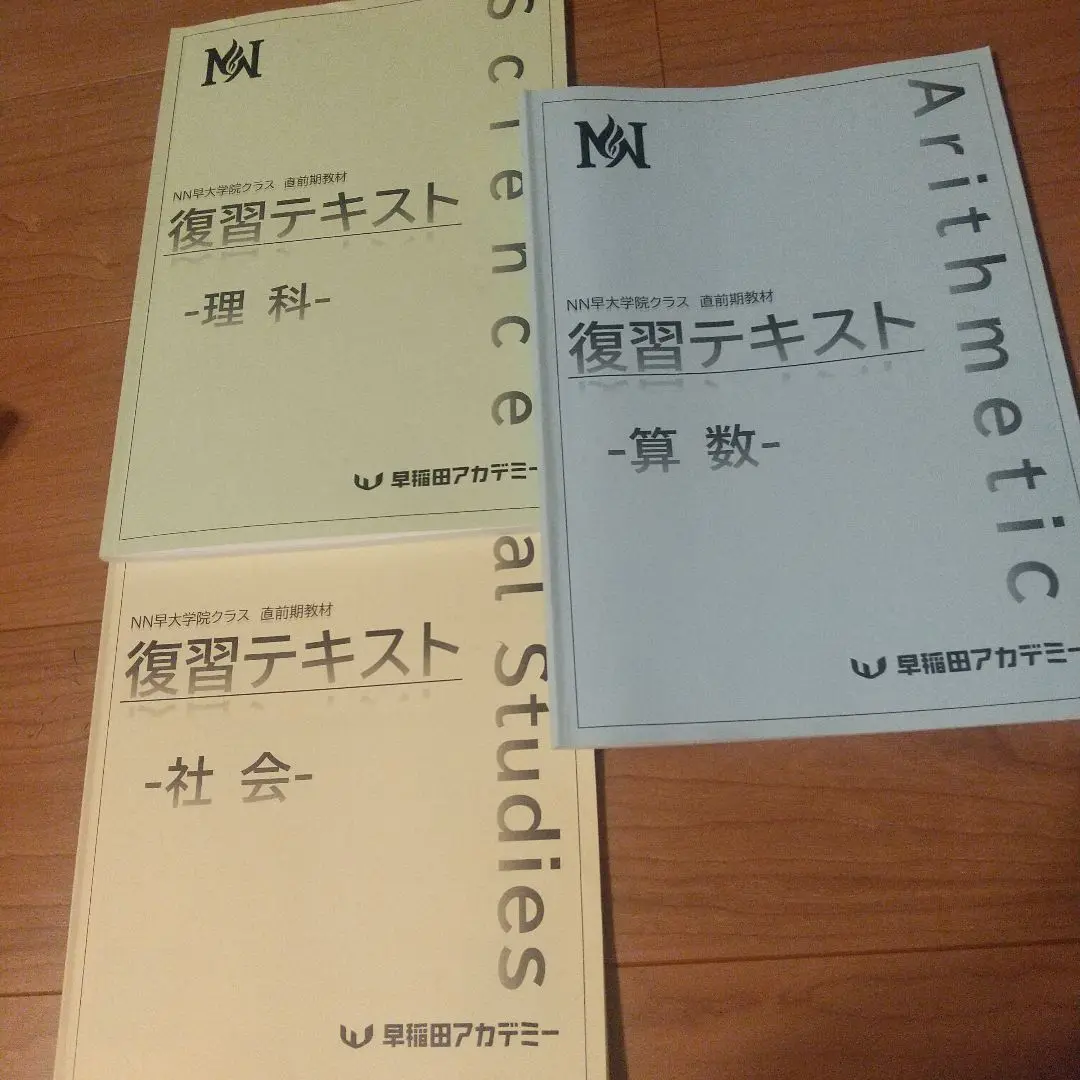 NN
NN早大学院クラス 直前期教材
復習テキスト
-理 科-
Science
早稲田アカデミー
NN
NN早大学院クラス 直前期教材
復習テキスト
-算 数-
Arithmetic
早稲田アカデミー
NN早大学院クラス 直前期教材
復習テキスト
-社 会-
al Studies
早稲田アカデミー